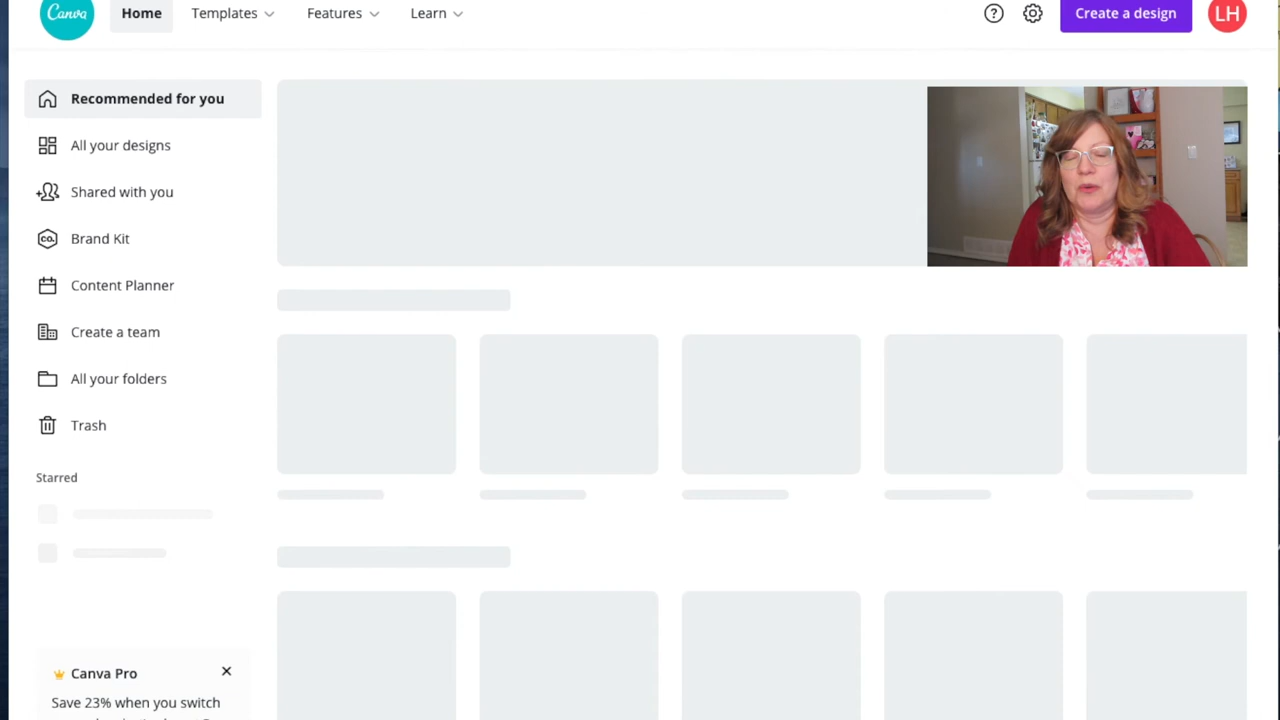 Canva
Home
Templates
Features
Learn
?
Create a design
LH
Recommended for you
All your designs
Shared with you
CO.
Brand Kit
Content Planner
Create a team
All your folders
Trash
Starred
Canva Pro
Save 23% when you switch